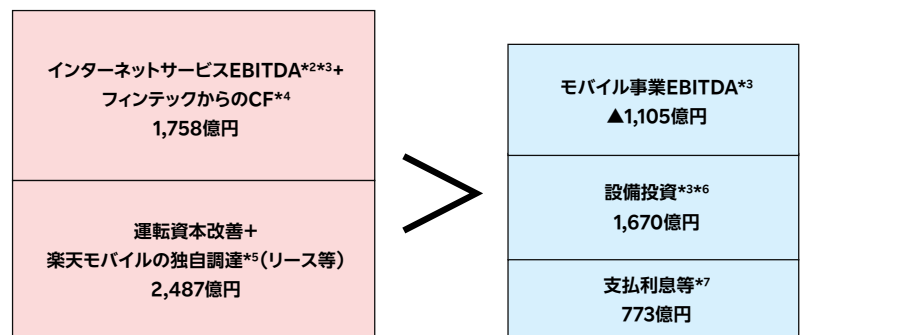 インターネットサービスEBITDA*2*3+
フィンテックからのCF*4
1,758億円
運転資本改善+
楽天モバイルの独自調達*5(リース等)
2,487億円
>
モバイル事業EBITDA*3
▲1,105億円
設備投資*3*6
1,670億円
支払利息等*7
773億円